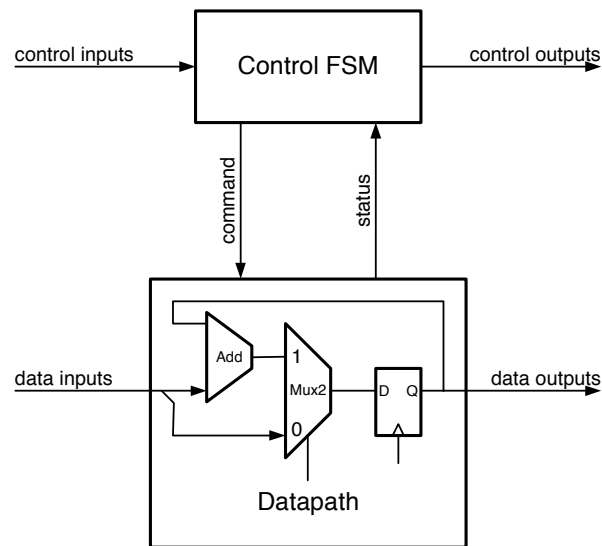 control inputs
Control FSM
control outputs
command
status
Add
1
data inputs
Mux2
D
Q
data outputs
0
Datapath